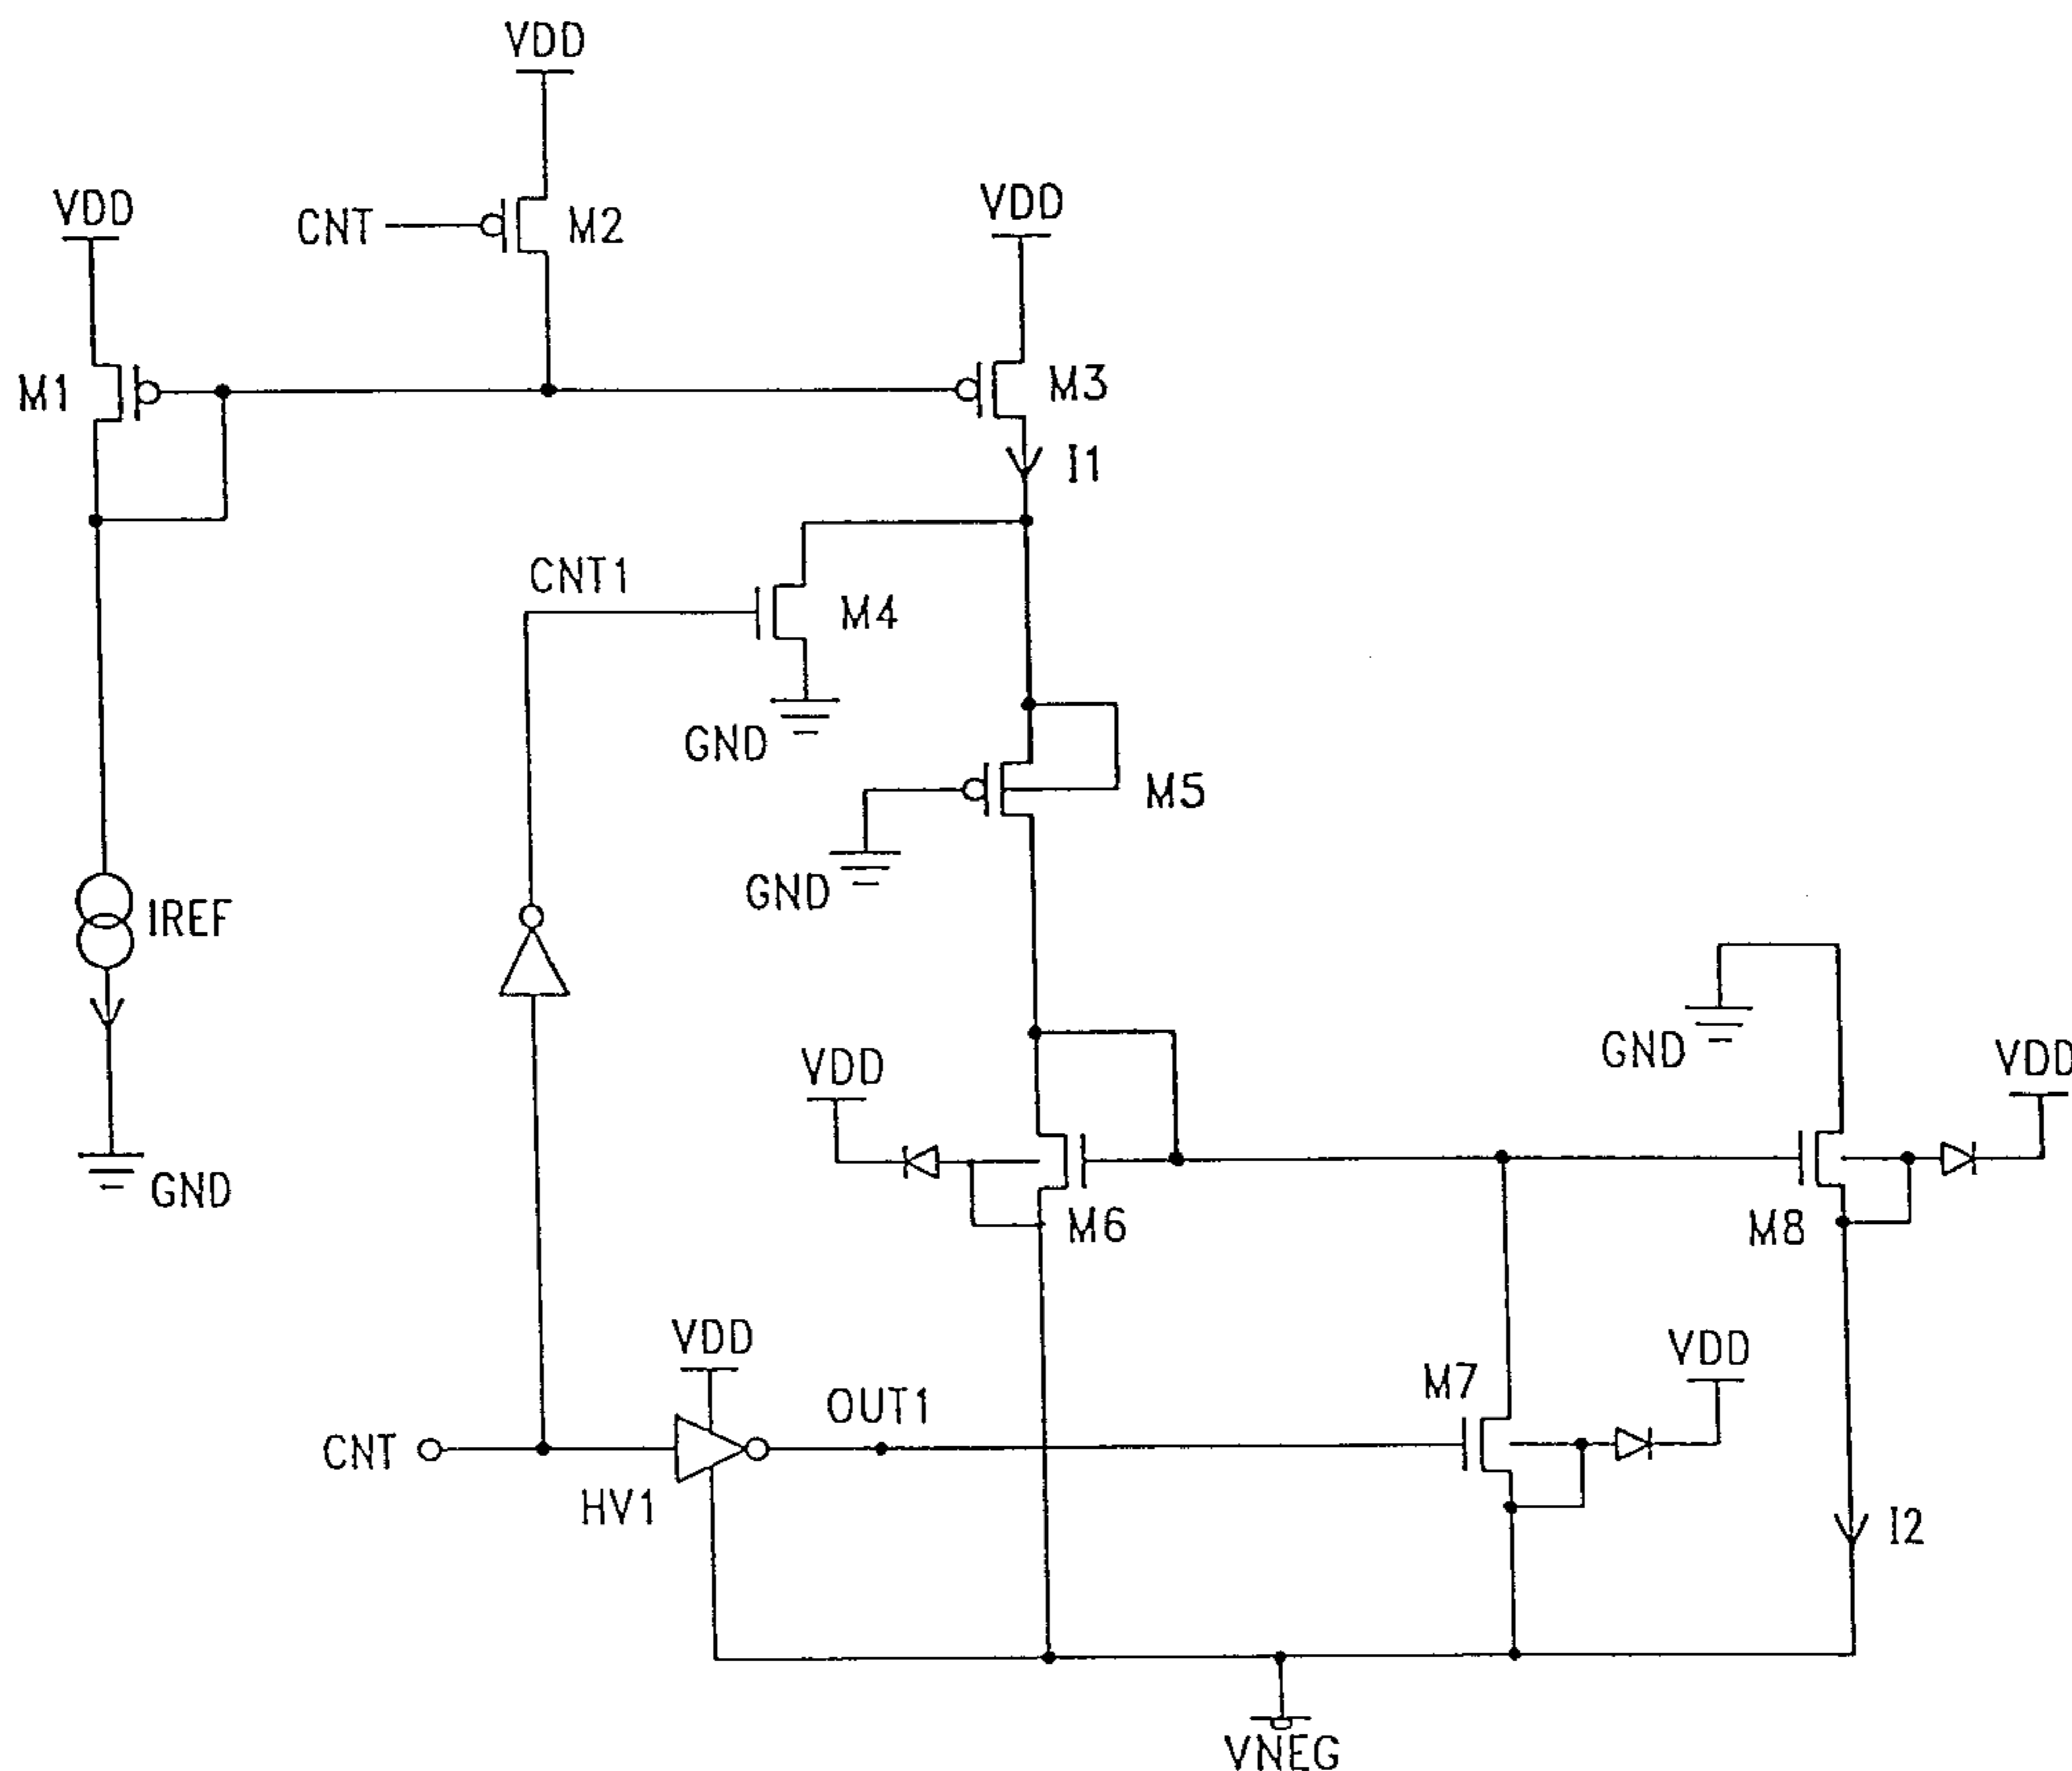 VDD
VDD
CNT
M2
VDD
M1
M3
I1
CNT1
M4
GND
M5
GND
IREF
GND
VDD
GND
VDD
M6
M8
VDD
M7
VDD
OUT1
CNT
HV1
I2
VNEG